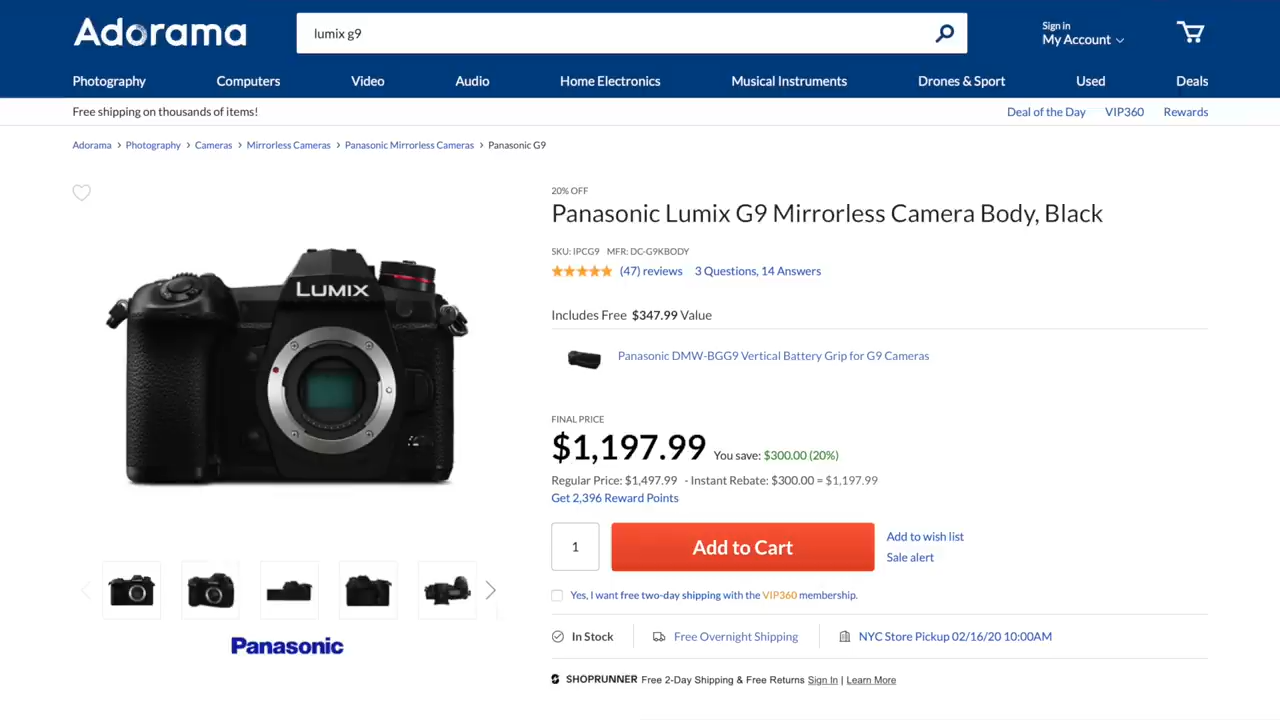 Adorama
lumix g9
Sign in
My Account
Photography Computers Video Audio Home Electronics Musical Instruments Drones & Sport Used Deals
Free shipping on thousands of items! Deal of the Day VIP360 Rewards
Adorama > Photography > Cameras > Mirrorless Cameras > Panasonic Mirrorless Cameras > Panasonic G9
20% OFF
Panasonic Lumix G9 Mirrorless Camera Body, Black
SKU: IPCG9 MFR: DC-G9KBODY
(47) reviews 3 Questions, 14 Answers
LUMIX
Includes Free $347.99 Value
Panasonic DMW-BGG9 Vertical Battery Grip for G9 Cameras
FINAL PRICE
$1,197.99 You save: $300.00 (20%)
Regular Price: $1,497.99 - Instant Rebate: $300.00 = $1,197.99
Get 2,396 Reward Points
1 Add to Cart
Add to wish list
Sale alert
Yes, I want free two-day shipping with the VIP360 membership.
In Stock Free Overnight Shipping NYC Store Pickup 02/16/20 10:00AM
Panasonic
SHOPRUNNER Free 2-Day Shipping & Free Returns Sign In | Learn More